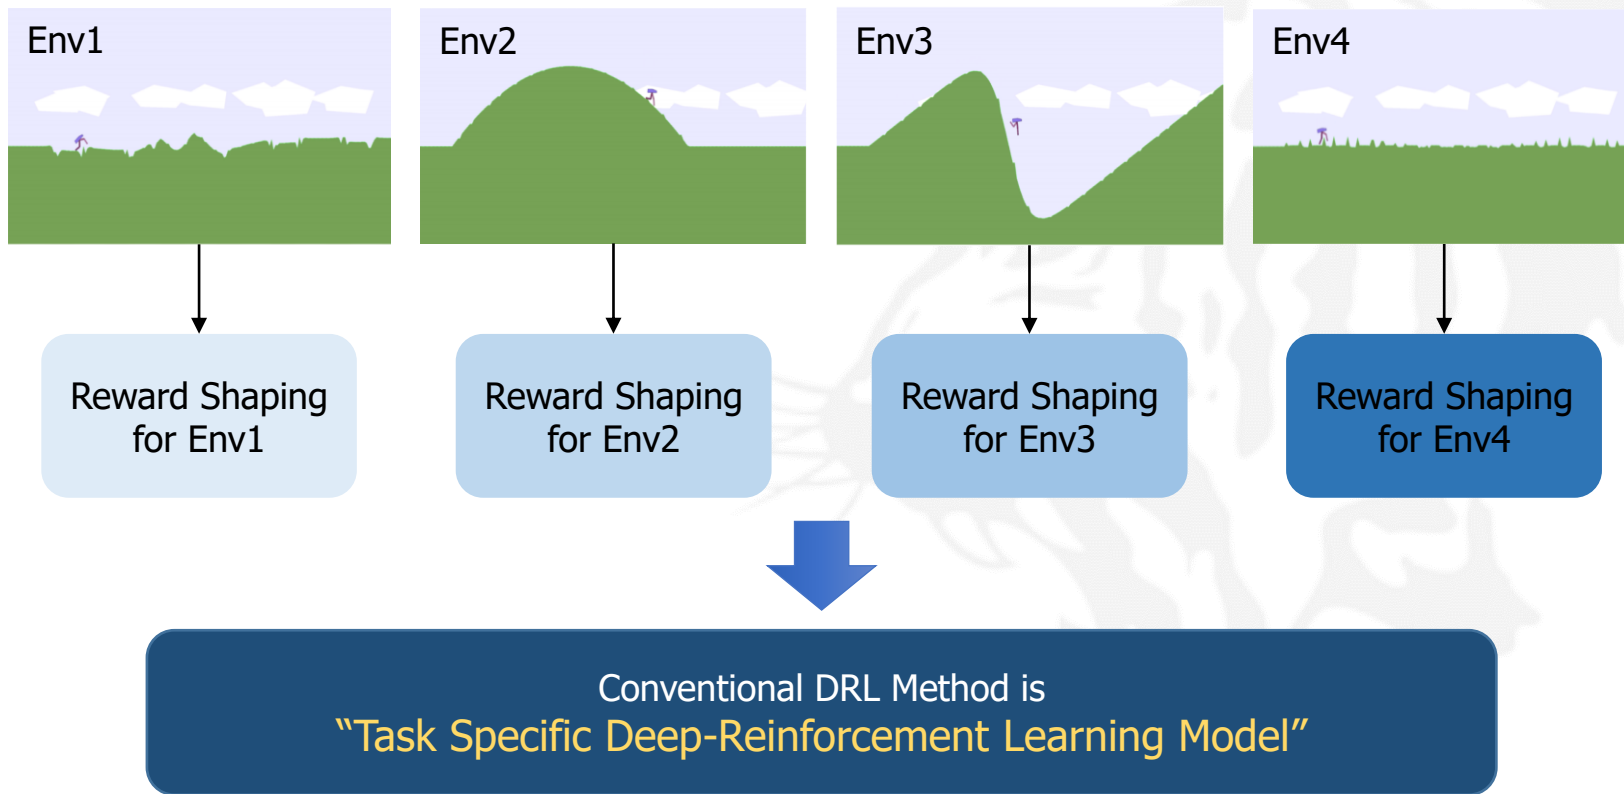 Env1
Env2
Env3
Env4
Reward Shaping
for Env1
Reward Shaping
for Env2
Reward Shaping
for Env3
Reward Shaping
for Env4
Conventional DRL Method is
“Task Specific Deep-Reinforcement Learning Model”